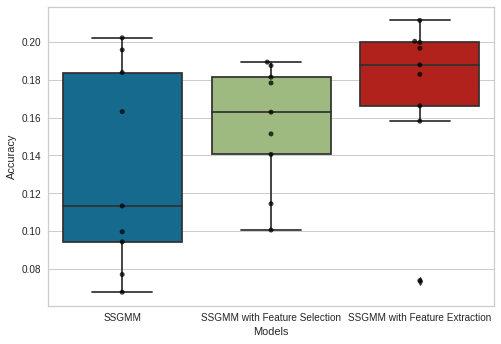 0.20
0.18
0.16
0.14
0.12
0.10
0.08
Accuracy
SSGMM
SSGMM with Feature Selection
SSGMM with Feature Extraction
Models